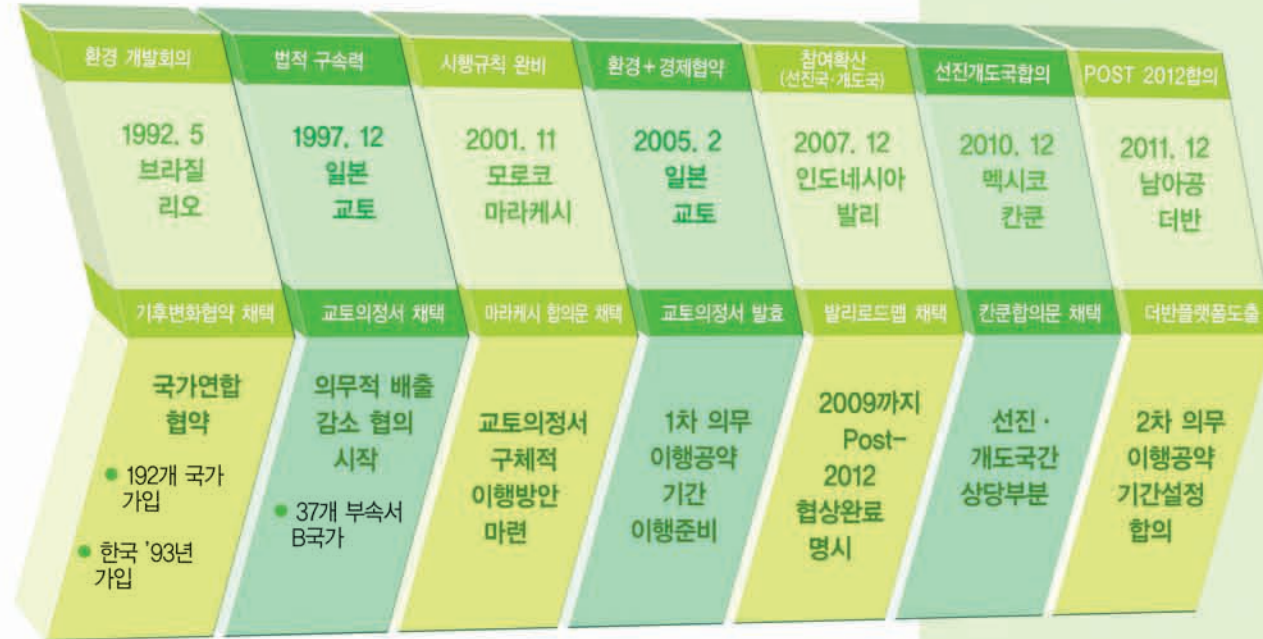 환경 개발회의
1992. 5
브라질
리오
기후변화협약 채택
국가연합
협약
192개 국가
가입
한국 '93년
가입
법적 구속력
1997. 12
일본
교토
교토의정서 채택
의무적 배출
감소 협의
시작
37개 부속서
B국가
시행규칙 완비
2001. 11
모로코
마라케시
마라케시 합의문 채택
교토의정서
구체적
이행방안
마련
환경+경제협약
2005. 2
일본
교토
교토의정서 발효
1차 의무
이행공약
기간
이행준비
참여확산
(선진국·개도국)
2007. 12
인도네시아
발리
발리로드맵 채택
2009까지
Post-
2012
협상완료
명시
선진개도국합의
2010. 12
멕시코
칸쿤
칸쿤합의문 채택
선진·
개도국간
상당부분
POST 2012합의
2011. 12
남아공
더반
더반플랫폼도출
2차 의무
이행공약
기간설정
합의